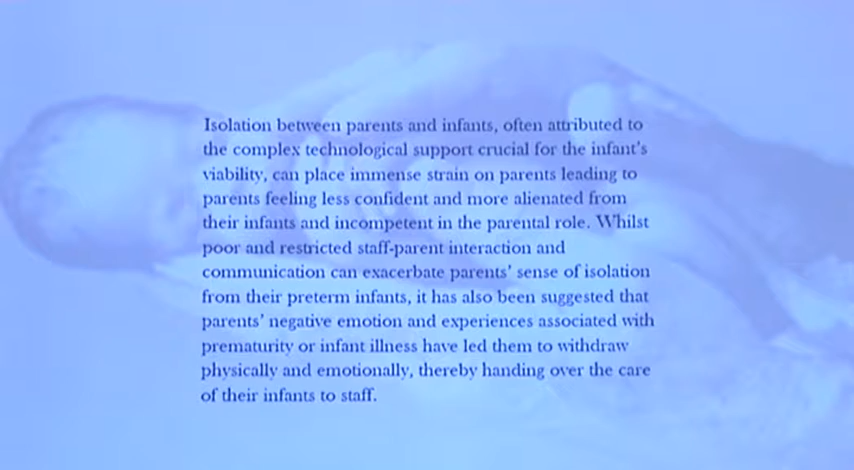 Isolation between parents and infants, often attributed to
the complex technological support crucial for the infant's
viability, can place immense strain on parents leading to
parents feeling less confident and more alienated from
their infants and incompetent in the parental role. Whilst
poor and restricted staff-parent interaction and
communication can exacerbate parents' sense of isolation
from their preterm infants, it has also been suggested that
parents' negative emotion and experiences associated with
prematurity or infant illness have led them to withdraw
physically and emotionally, thereby handing over the care
of their infants to staff.